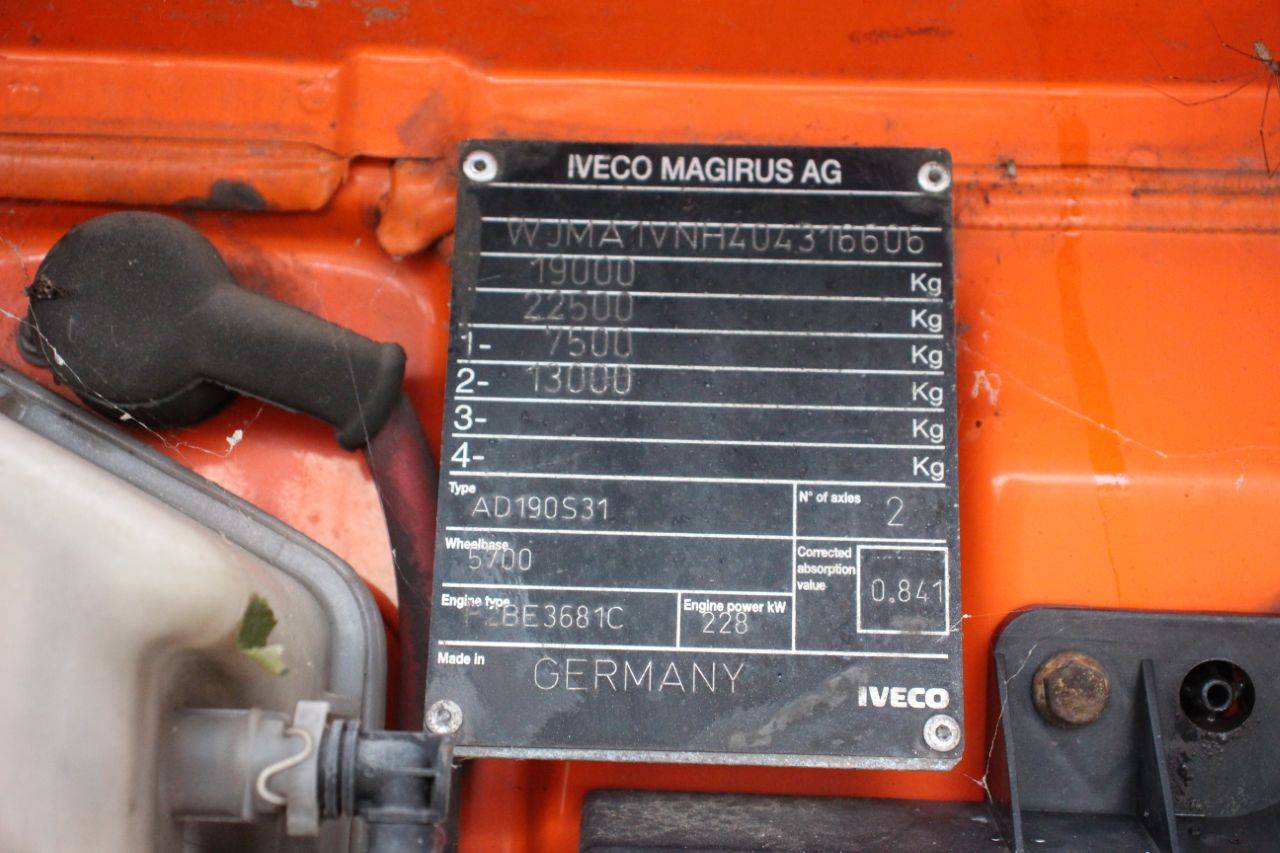 IVECO MAGIRUS AG
WJMA1VNH404316606
19000 Kg
22500 Kg
1- 7500 Kg
2- 13000 Kg
3- Kg
4- Kg
Type AD190S31
N° of axles 2
Wheelbase 5700
Corrected absorption value 0.841
Engine type F2BE3681C
Engine power kW 228
Made in GERMANY
IVECO